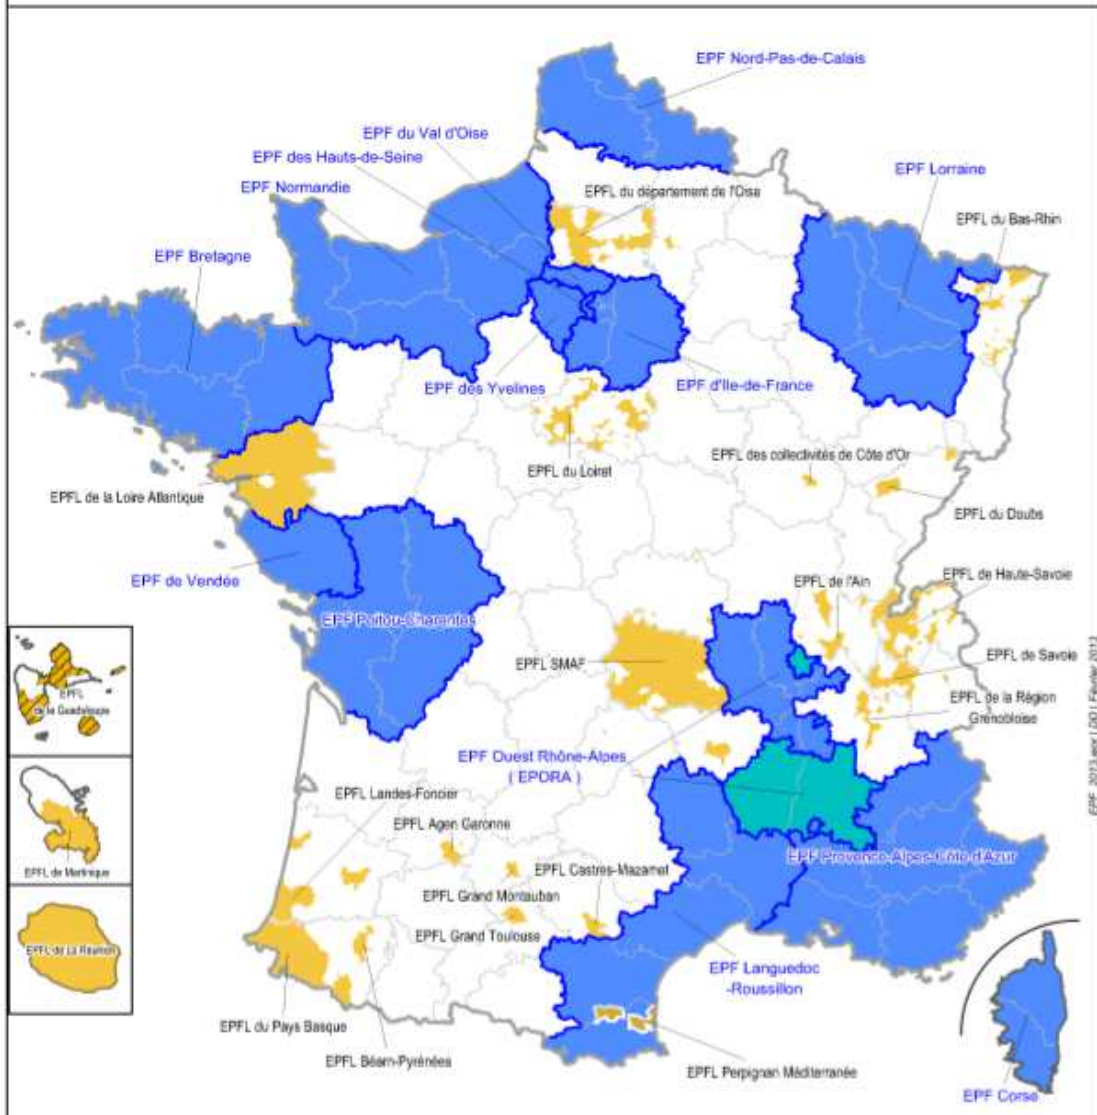 EPF Nord-Pas-de-Calais
EPF du Val d'Oise
EPF des Hauts-de-Seine
EPF Lorraine
EPF Normandie
EPFL du département de l'Oise
EPFL du Bas-Rhin
EPF Bretagne
EPF des Yvelines
EPF d'Ile-de-France
EPFL du Loiret
EPFL des collectivités de Côte d'Or
EPFL de la Loire Atlantique
EPFL du Doubs
EPF de Vendée
EPFL de l'Ain
EPFL de Haute-Savoie
EPF Poitou-Charentes
EPFL SMAF
EPFL de Savoie
EPFL
de la Guadeloupe
EPFL de la Région
Grenobloise
EPF Ouest Rhône-Alpes
( EPORA )
EPFL Landes-Foncier
EPFL Agen Garonne
EPF Provence-Alpes-Côte d'Azur
EPFL de Martinique
EPFL Castres-Mazamet
EPFL Grand Montauban
EPFL Grand Toulouse
EPFL de La Réunion
EPF Languedoc
-Roussillon
EPFL du Pays Basque
EPFL Béarn-Pyrénées
EPFL Perpignan Méditerranée
EPF Corse
EPF_2013.wor | DD | Février 2013